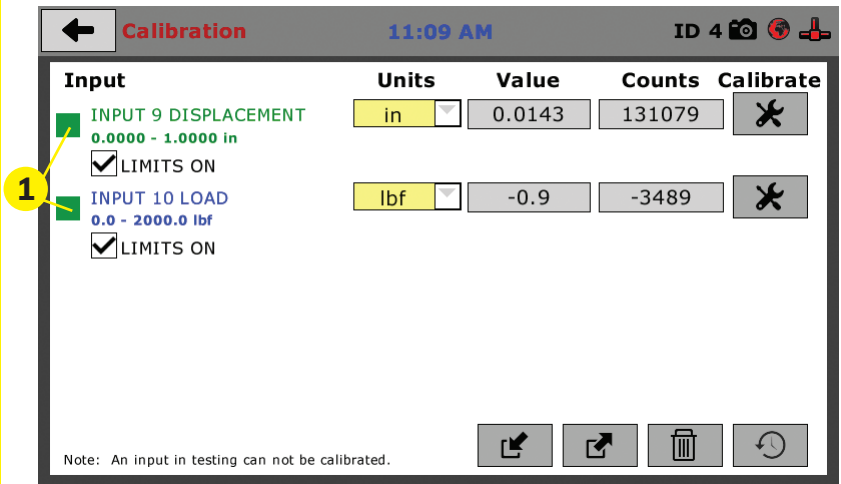 Calibration 11:09 AM ID 4
Input Units Value Counts Calibrate
INPUT 9 DISPLACEMENT in 0.0143 131079
0.0000 - 1.0000 in
LIMITS ON
1
INPUT 10 LOAD lbf -0.9 -3489
0.0 - 2000.0 lbf
LIMITS ON
Note: An input in testing can not be calibrated.